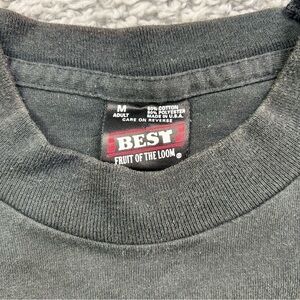 M 50% COTTON
ADULT 50% POLYESTER
MADE IN U.S.A.
CARE ON REVERSE
BEST
FRUIT OF THE LOOM®